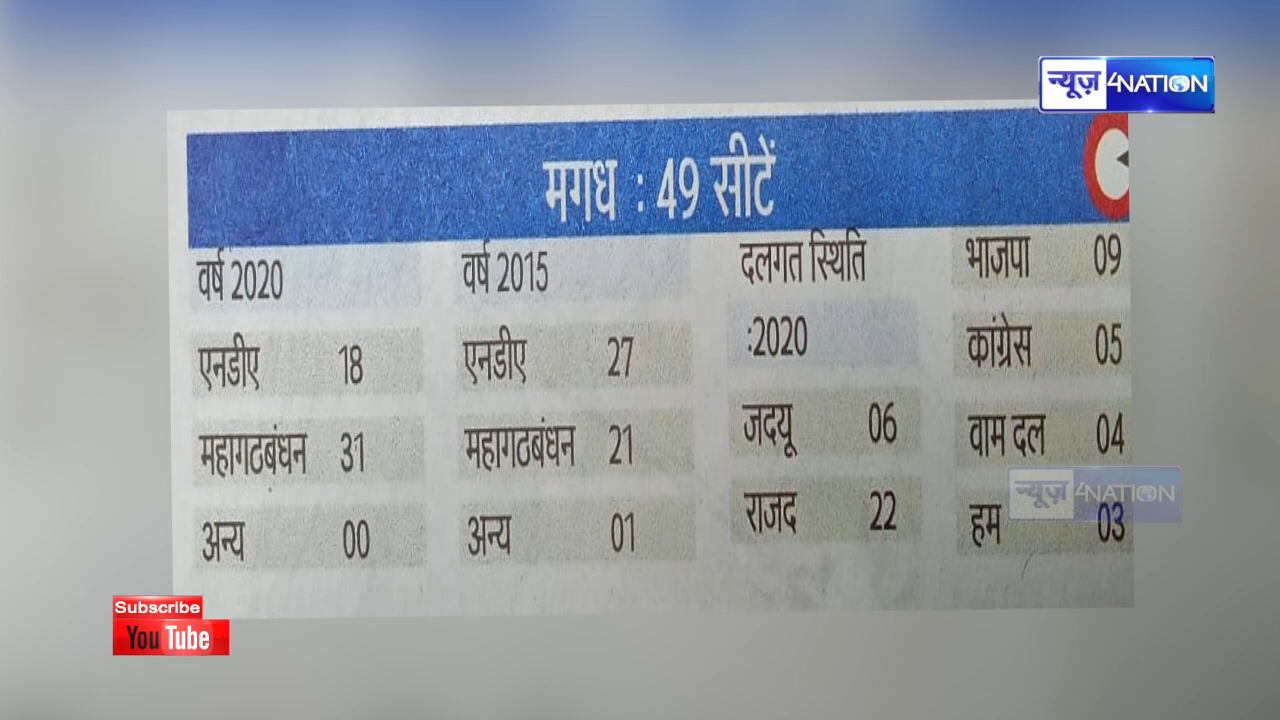 न्यूज़ 4NATION
मगध : 49 सीटें
वर्ष 2020
एनडीए 18
महागठबंधन 31
अन्य 00
वर्ष 2015
एनडीए 27
महागठबंधन 21
अन्य 01
दलगत स्थिति
:2020
जदयू 06
राजद 22
भाजपा 09
कांग्रेस 05
वाम दल 04
हम 03
न्यूज़ 4NATION
Subscribe
YouTube